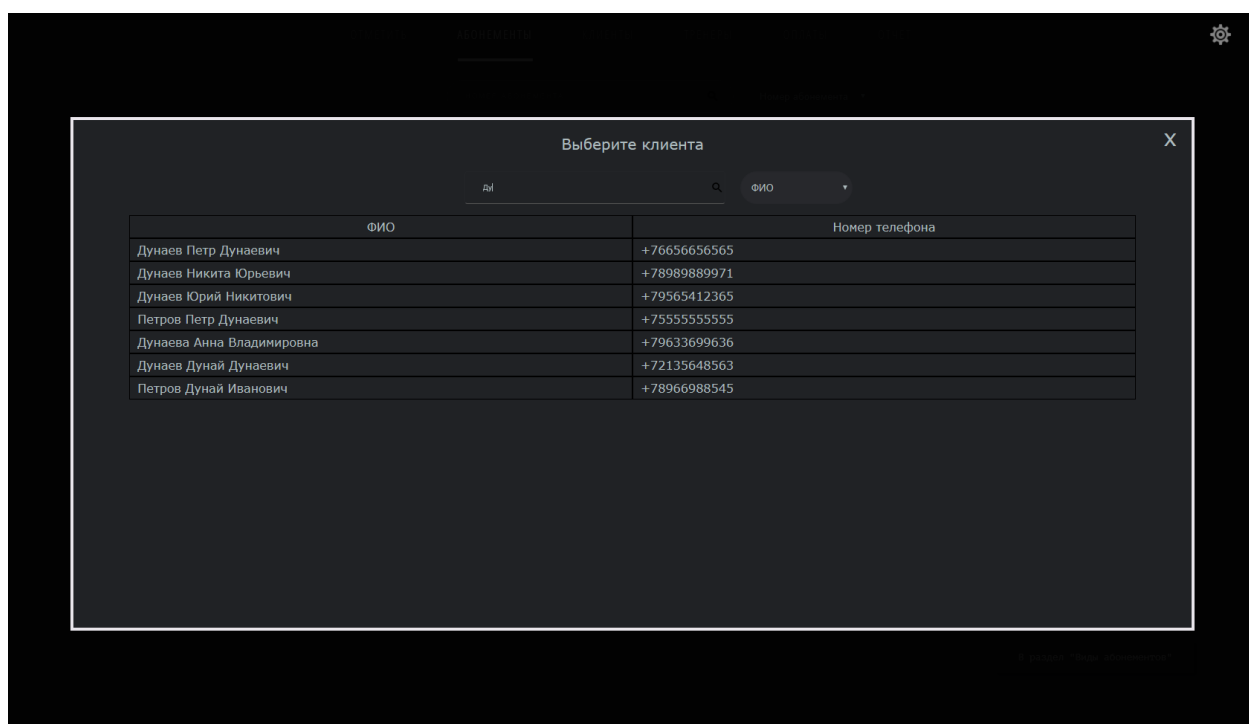 АБОНЕМЕНТЫ
Выберите клиента X
ду ФИО
ФИО Номер телефона
Дунаев Петр Дунаевич +76656656565
Дунаев Никита Юрьевич +78989889971
Дунаев Юрий Никитович +79565412365
Петров Петр Дунаевич +75555555555
Дунаева Анна Владимировна +79633699636
Дунаев Дунай Дунаевич +72135648563
Петров Дунай Иванович +78966988545